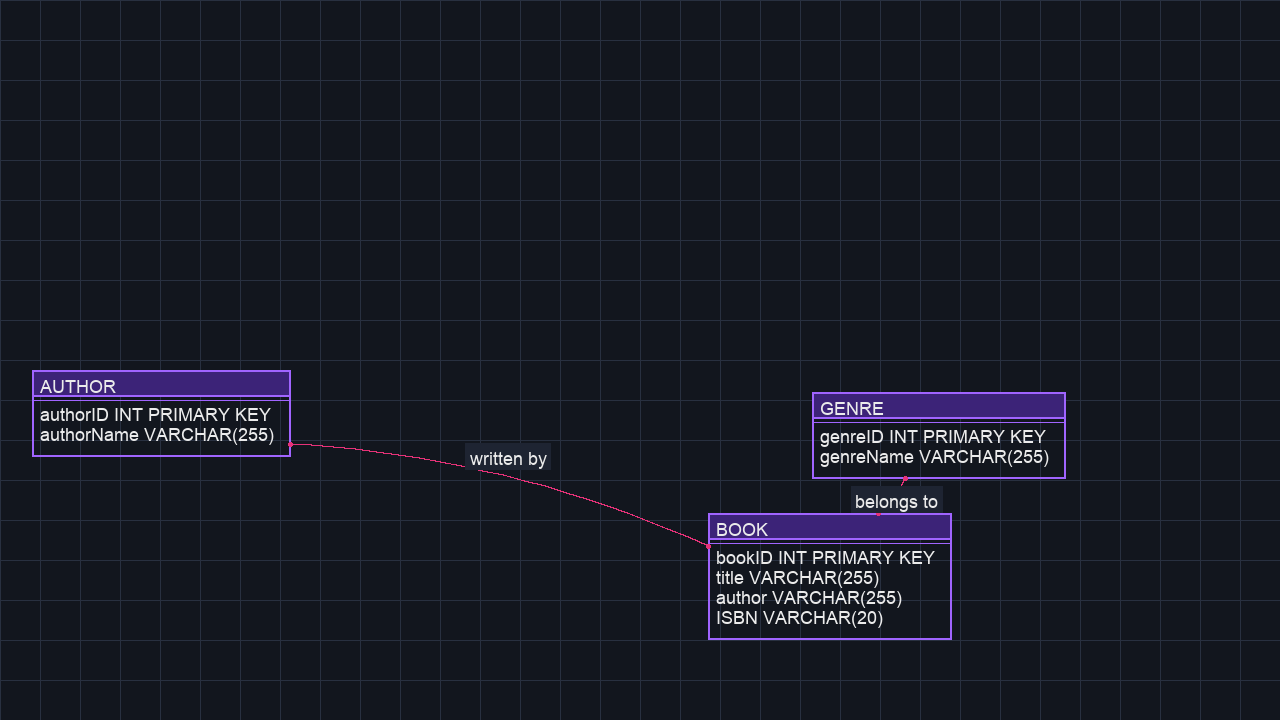 AUTHOR
authorID INT PRIMARY KEY
authorName VARCHAR(255)
written by
GENRE
genreID INT PRIMARY KEY
genreName VARCHAR(255)
belongs to
BOOK
bookID INT PRIMARY KEY
title VARCHAR(255)
author VARCHAR(255)
ISBN VARCHAR(20)